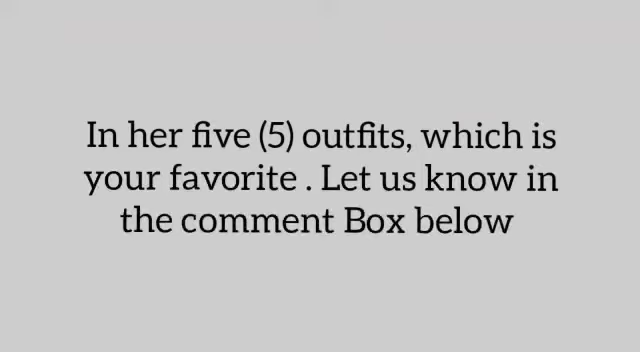 In her five (5) outfits, which is
your favorite . Let us know in
the comment Box below